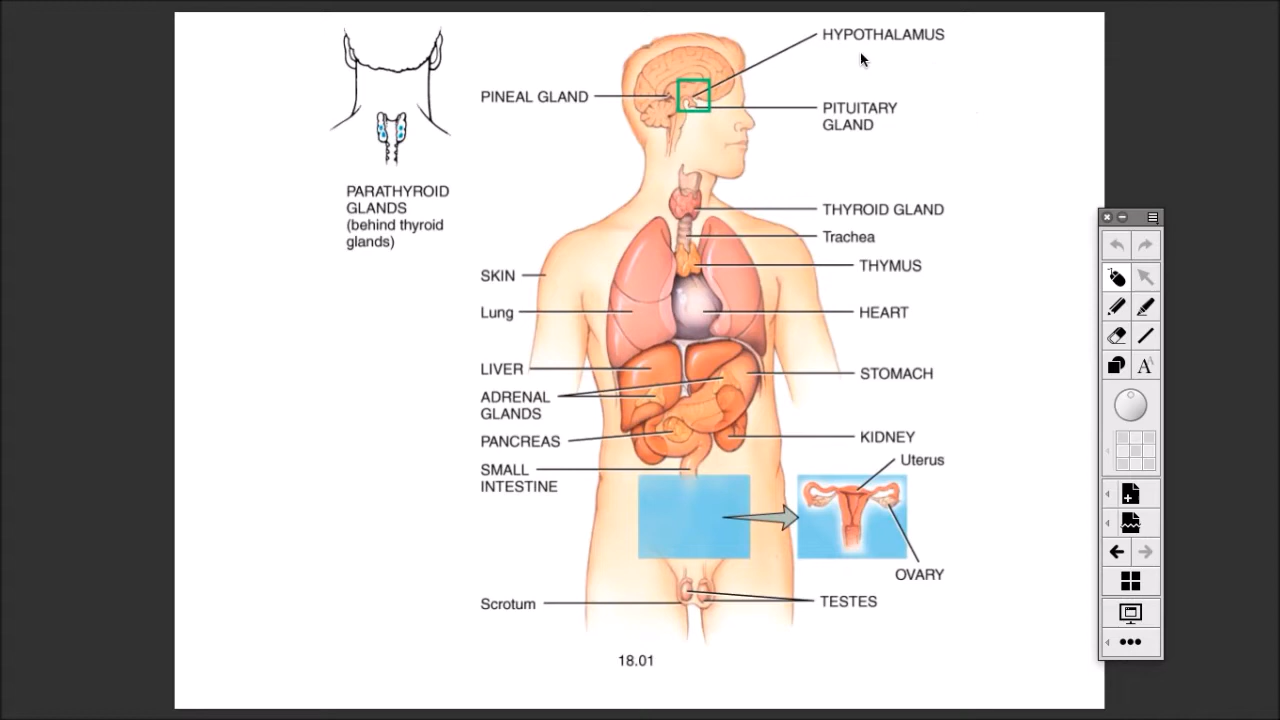 HYPOTHALAMUS
PINEAL GLAND
PITUITARY
GLAND
PARATHYROID
GLANDS
(behind thyroid
glands)
THYROID GLAND
Trachea
THYMUS
SKIN
Lung
HEART
LIVER
STOMACH
ADRENAL
GLANDS
PANCREAS
KIDNEY
Uterus
SMALL
INTESTINE
OVARY
TESTES
Scrotum
18.01
A